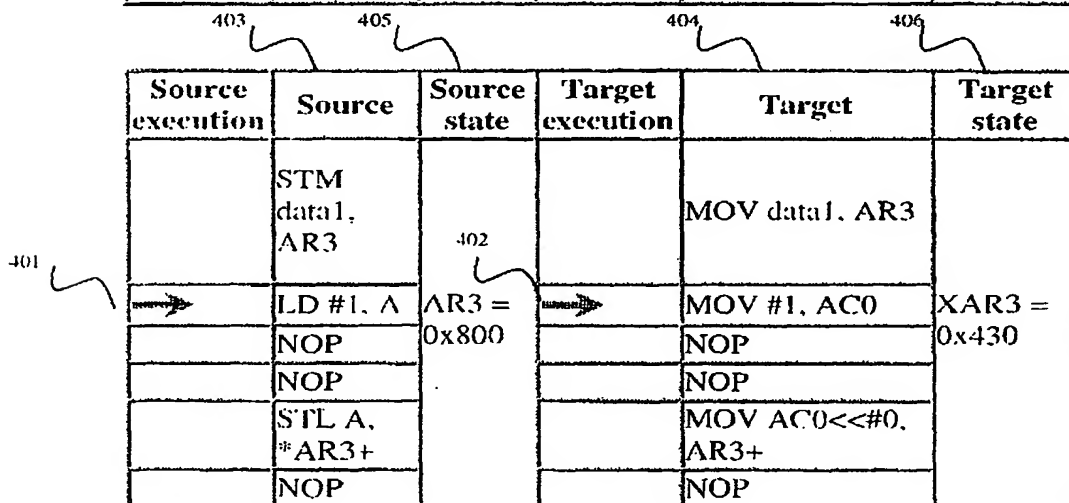 403 405 404 406
Source execution Source Source state Target execution Target Target state
STM data1, AR3 MOV data1, AR3
401 402
LD #1, A AR3 = 0x800 MOV #1, AC0 XAR3 = 0x430
NOP NOP
NOP NOP
STL A, *AR3+ MOV AC0<<#0, AR3+
NOP NOP